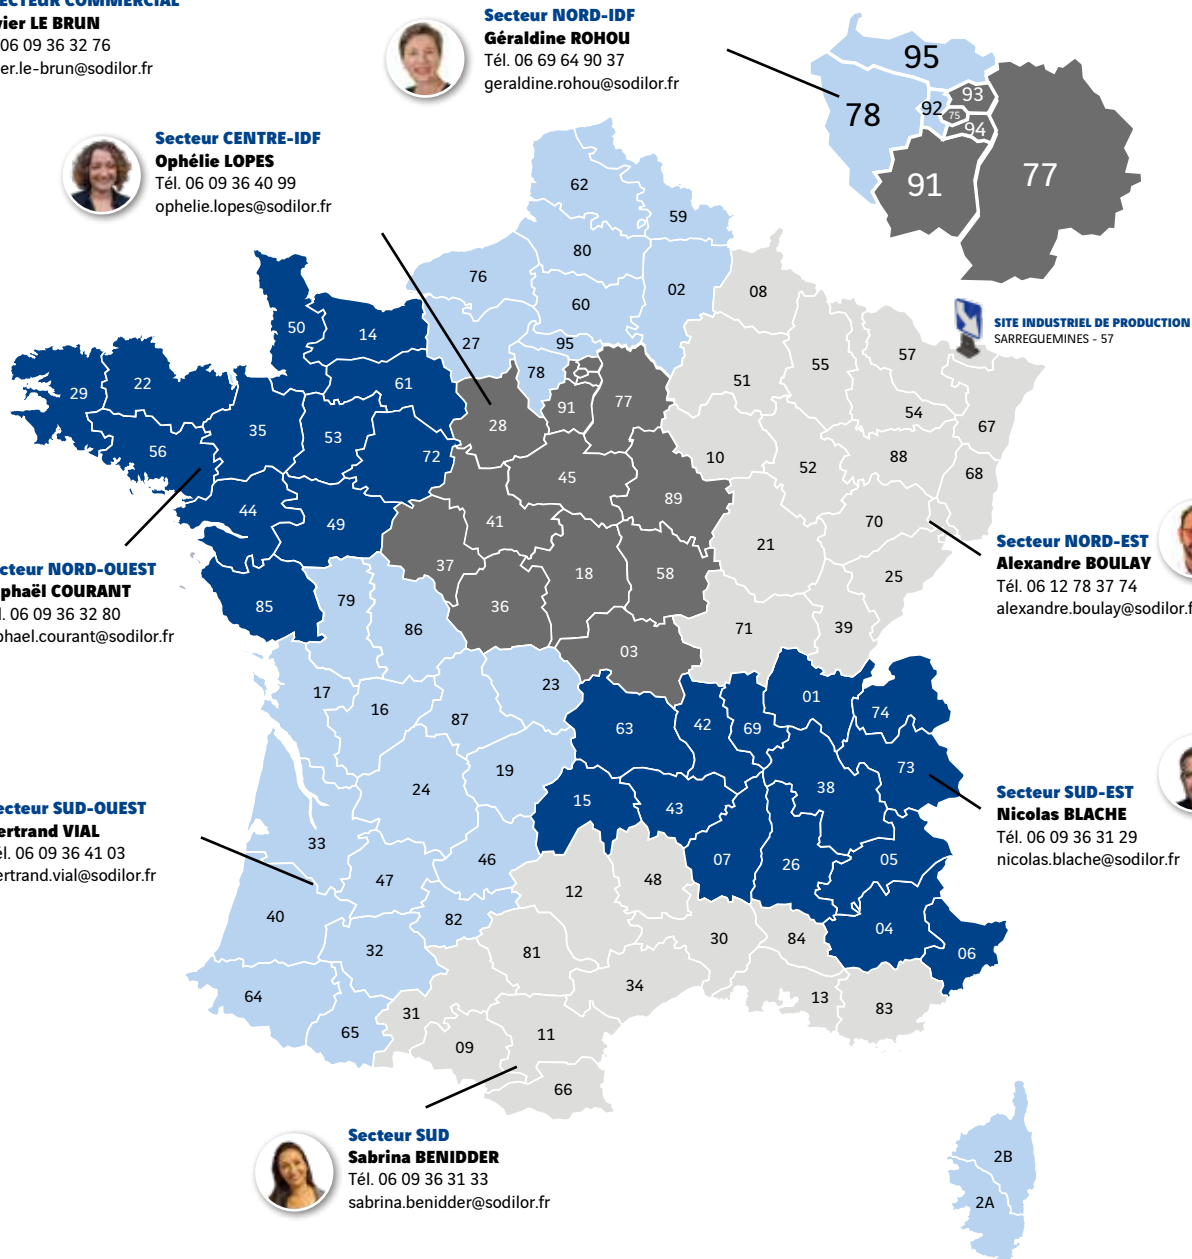 SECTEUR COMMERCIAL
vier LE BRUN
06 09 36 32 76
er.le-brun@sodilor.fr
Secteur NORD-IDF
Géraldine ROHOU
Tél. 06 69 64 90 37
geraldine.rohou@sodilor.fr
Secteur CENTRE-IDF
Ophélie LOPES
Tél. 06 09 36 40 99
ophelie.lopes@sodilor.fr
95
78
92
93
75
94
91
77
62
59
80
76
60
02
08
27
95
78
SITE INDUSTRIEL DE PRODUCTION
SARREGUEMINES - 57
50
14
61
29
22
35
53
56
72
44
49
85
28
91
77
45
89
41
37
18
58
36
03
55
57
51
54
67
10
52
88
68
70
21
25
71
39
Secteur NORD-EST
Alexandre BOULAY
Tél. 06 12 78 37 74
alexandre.boulay@sodilor.f
cteur NORD-OUEST
phaël COURANT
l. 06 09 36 32 80
phael.courant@sodilor.fr
79
86
17
16
23
87
19
24
33
46
47
40
82
32
64
65
63
42
69
01
74
73
38
15
43
07
26
05
04
06
Secteur SUD-EST
Nicolas BLACHE
Tél. 06 09 36 31 29
nicolas.blache@sodilor.fr
ecteur SUD-OUEST
ertrand VIAL
él. 06 09 36 41 03
ertrand.vial@sodilor.fr
12
48
30
84
81
34
13
83
31
11
09
66
Secteur SUD
Sabrina BENIDDER
Tél. 06 09 36 31 33
sabrina.benidder@sodilor.fr
2B
2A